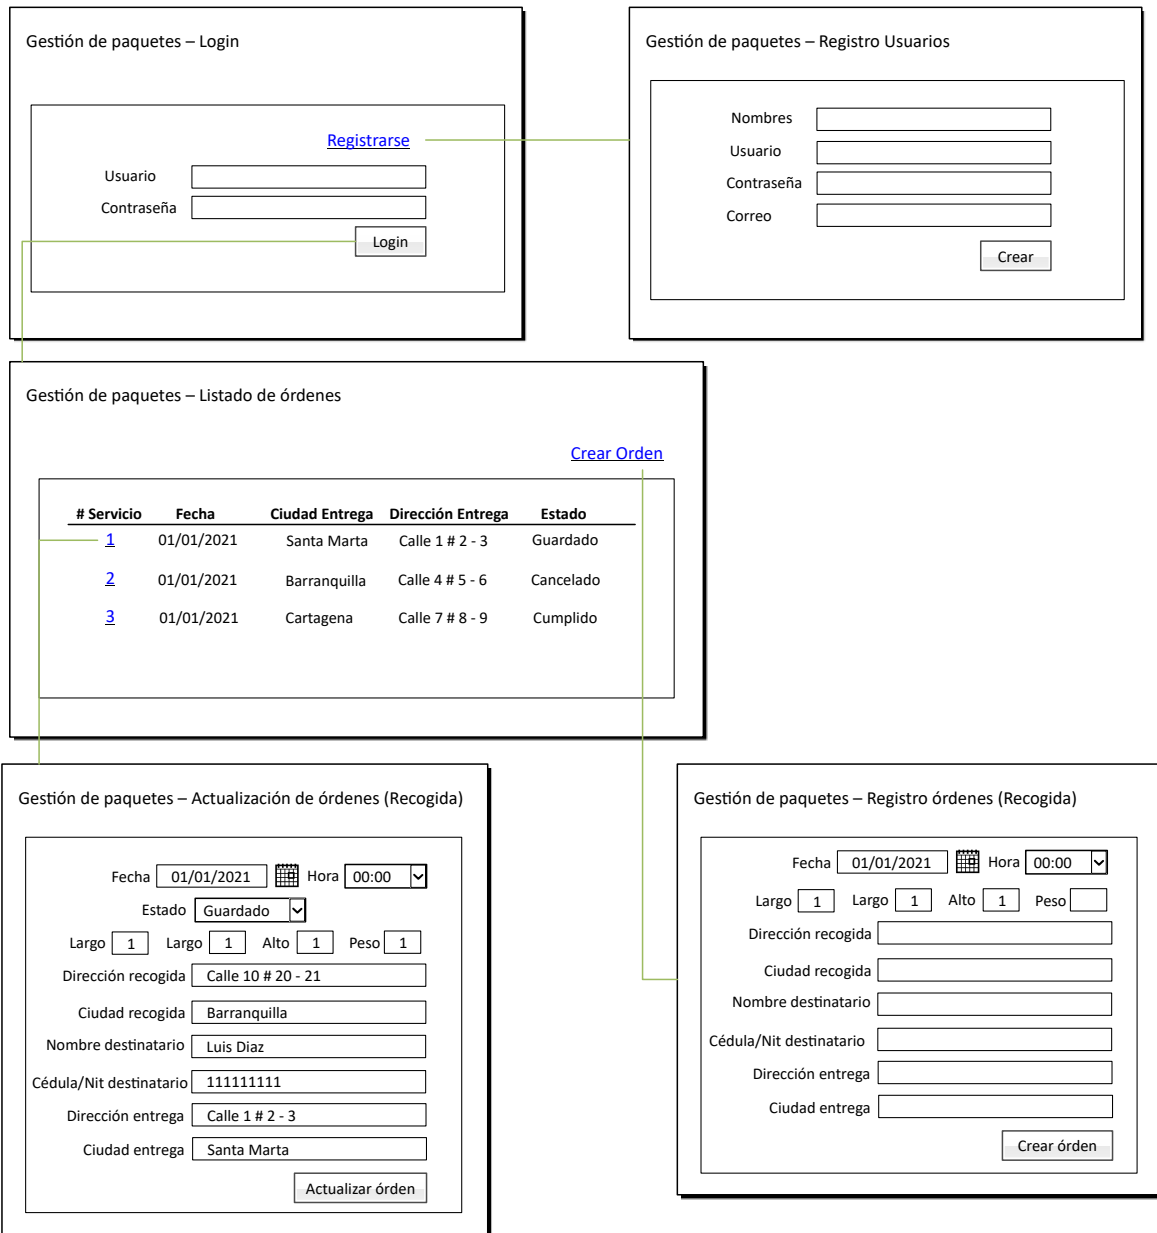 Gestión de paquetes – Login
Registrarse
Usuario
Contraseña
Login
Gestión de paquetes – Registro Usuarios
Nombres
Usuario
Contraseña
Correo
Crear
Gestión de paquetes – Listado de órdenes
Crear Orden
# Servicio Fecha Ciudad Entrega Dirección Entrega Estado
1 01/01/2021 Santa Marta Calle 1 # 2 - 3 Guardado
2 01/01/2021 Barranquilla Calle 4 # 5 - 6 Cancelado
3 01/01/2021 Cartagena Calle 7 # 8 - 9 Cumplido
Gestión de paquetes – Actualización de órdenes (Recogida)
Fecha 01/01/2021 Hora 00:00
Estado Guardado
Largo 1 Largo 1 Alto 1 Peso 1
Dirección recogida Calle 10 # 20 - 21
Ciudad recogida Barranquilla
Nombre destinatario Luis Diaz
Cédula/Nit destinatario 111111111
Dirección entrega Calle 1 # 2 - 3
Ciudad entrega Santa Marta
Actualizar órden
Gestión de paquetes – Registro órdenes (Recogida)
Fecha 01/01/2021 Hora 00:00
Largo 1 Largo 1 Alto 1 Peso
Dirección recogida
Ciudad recogida
Nombre destinatario
Cédula/Nit destinatario
Dirección entrega
Ciudad entrega
Crear órden